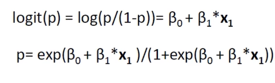 logit(p) = log(p/(1-p))= β₀ + β₁*x₁
p= exp(β₀ + β₁*x₁ )/(1+exp(β₀ + β₁*x₁))